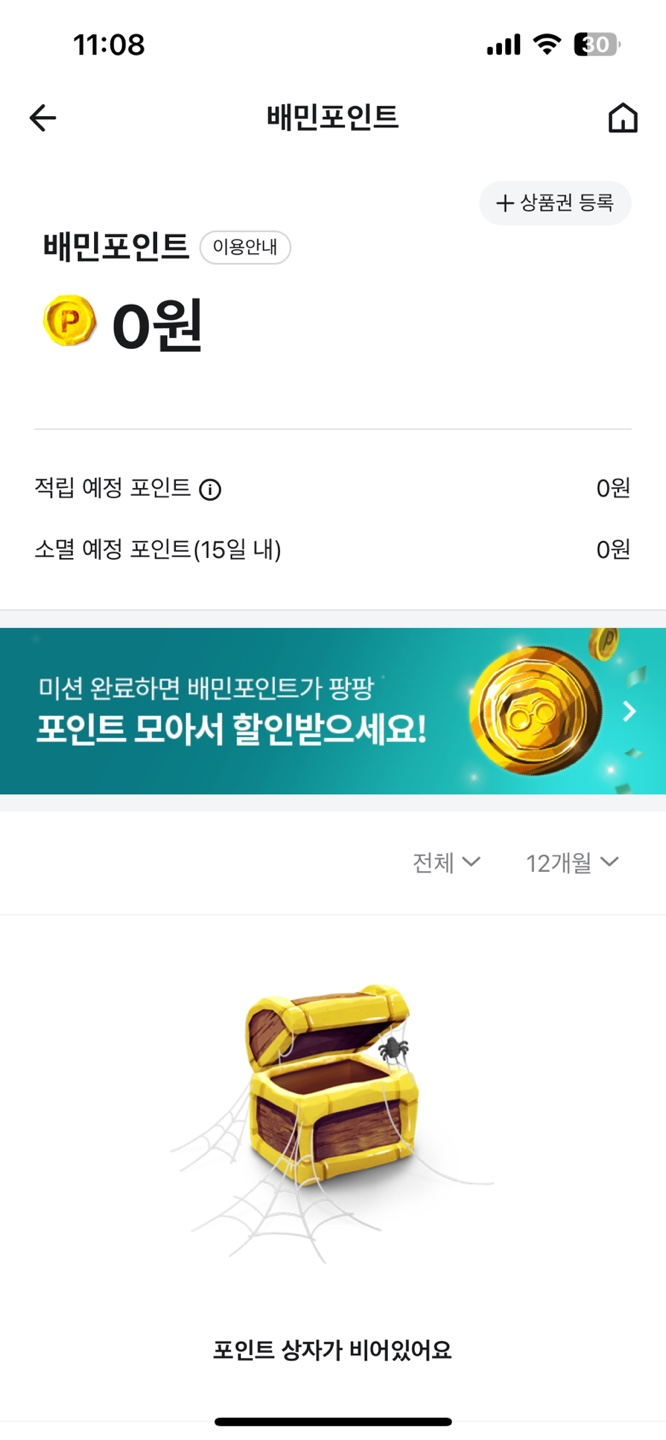 11:08
30
배민포인트
+ 상품권 등록
배민포인트 이용안내
P 0원
적립 예정 포인트 0원
소멸 예정 포인트(15일 내) 0원
미션 완료하면 배민포인트가 팡팡
포인트 모아서 할인받으세요!
전체 12개월
포인트 상자가 비어있어요